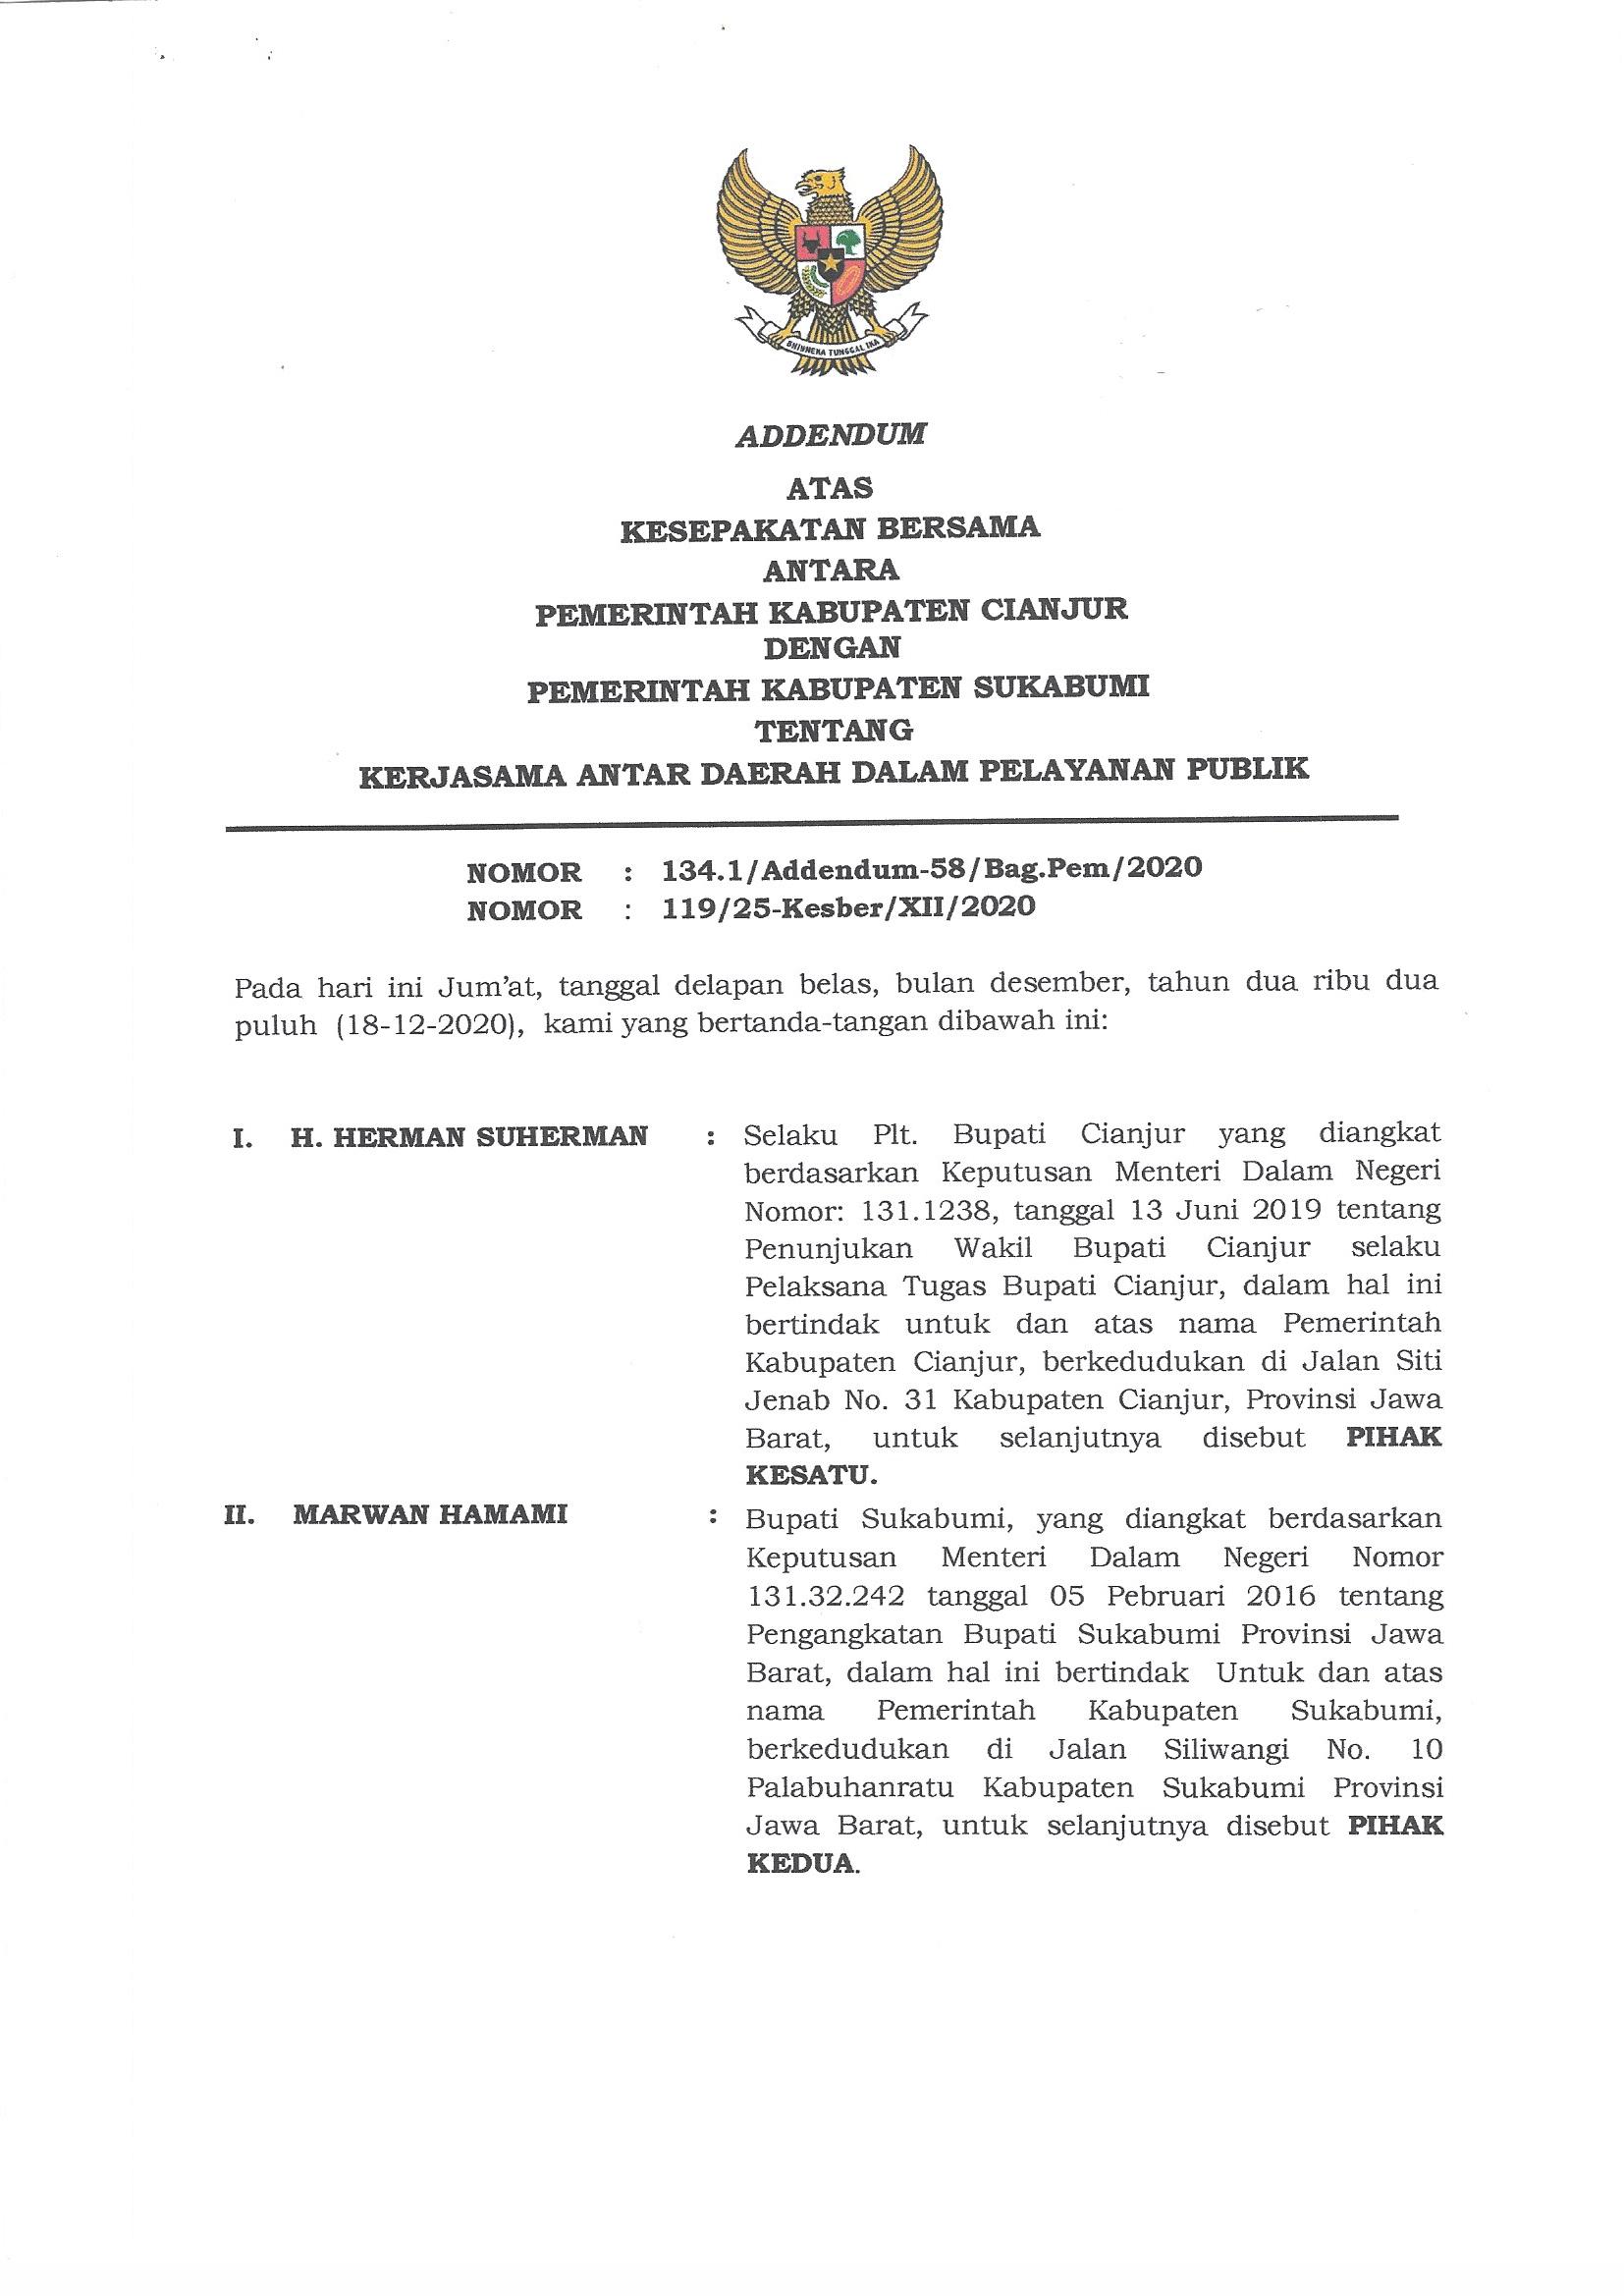 BHINNEKA TUNGGAL IKA
ADDENDUM
ATAS
KESEPAKATAN BERSAMA
ANTARA
PEMERINTAH KABUPATEN CIANJUR
DENGAN
PEMERINTAH KABUPATEN SUKABUMI
TENTANG
KERJASAMA ANTAR DAERAH DALAM PELAYANAN PUBLIK
NOMOR : 134.1/Addendum-58/Bag.Pem/2020
NOMOR : 119/25-Kesber/XII/2020
Pada hari ini Jum'at, tanggal delapan belas, bulan desember, tahun dua ribu dua
puluh (18-12-2020), kami yang bertanda-tangan dibawah ini:
I. H. HERMAN SUHERMAN : Selaku Plt. Bupati Cianjur yang diangkat
berdasarkan Keputusan Menteri Dalam Negeri
Nomor: 131.1238, tanggal 13 Juni 2019 tentang
Penunjukan Wakil Bupati Cianjur selaku
Pelaksana Tugas Bupati Cianjur, dalam hal ini
bertindak untuk dan atas nama Pemerintah
Kabupaten Cianjur, berkedudukan di Jalan Siti
Jenab No. 31 Kabupaten Cianjur, Provinsi Jawa
Barat, untuk selanjutnya disebut PIHAK
KESATU.
II. MARWAN HAMAMI : Bupati Sukabumi, yang diangkat berdasarkan
Keputusan Menteri Dalam Negeri Nomor
131.32.242 tanggal 05 Pebruari 2016 tentang
Pengangkatan Bupati Sukabumi Provinsi Jawa
Barat, dalam hal ini bertindak Untuk dan atas
nama Pemerintah Kabupaten Sukabumi,
berkedudukan di Jalan Siliwangi No. 10
Palabuhanratu Kabupaten Sukabumi Provinsi
Jawa Barat, untuk selanjutnya disebut PIHAK
KEDUA.